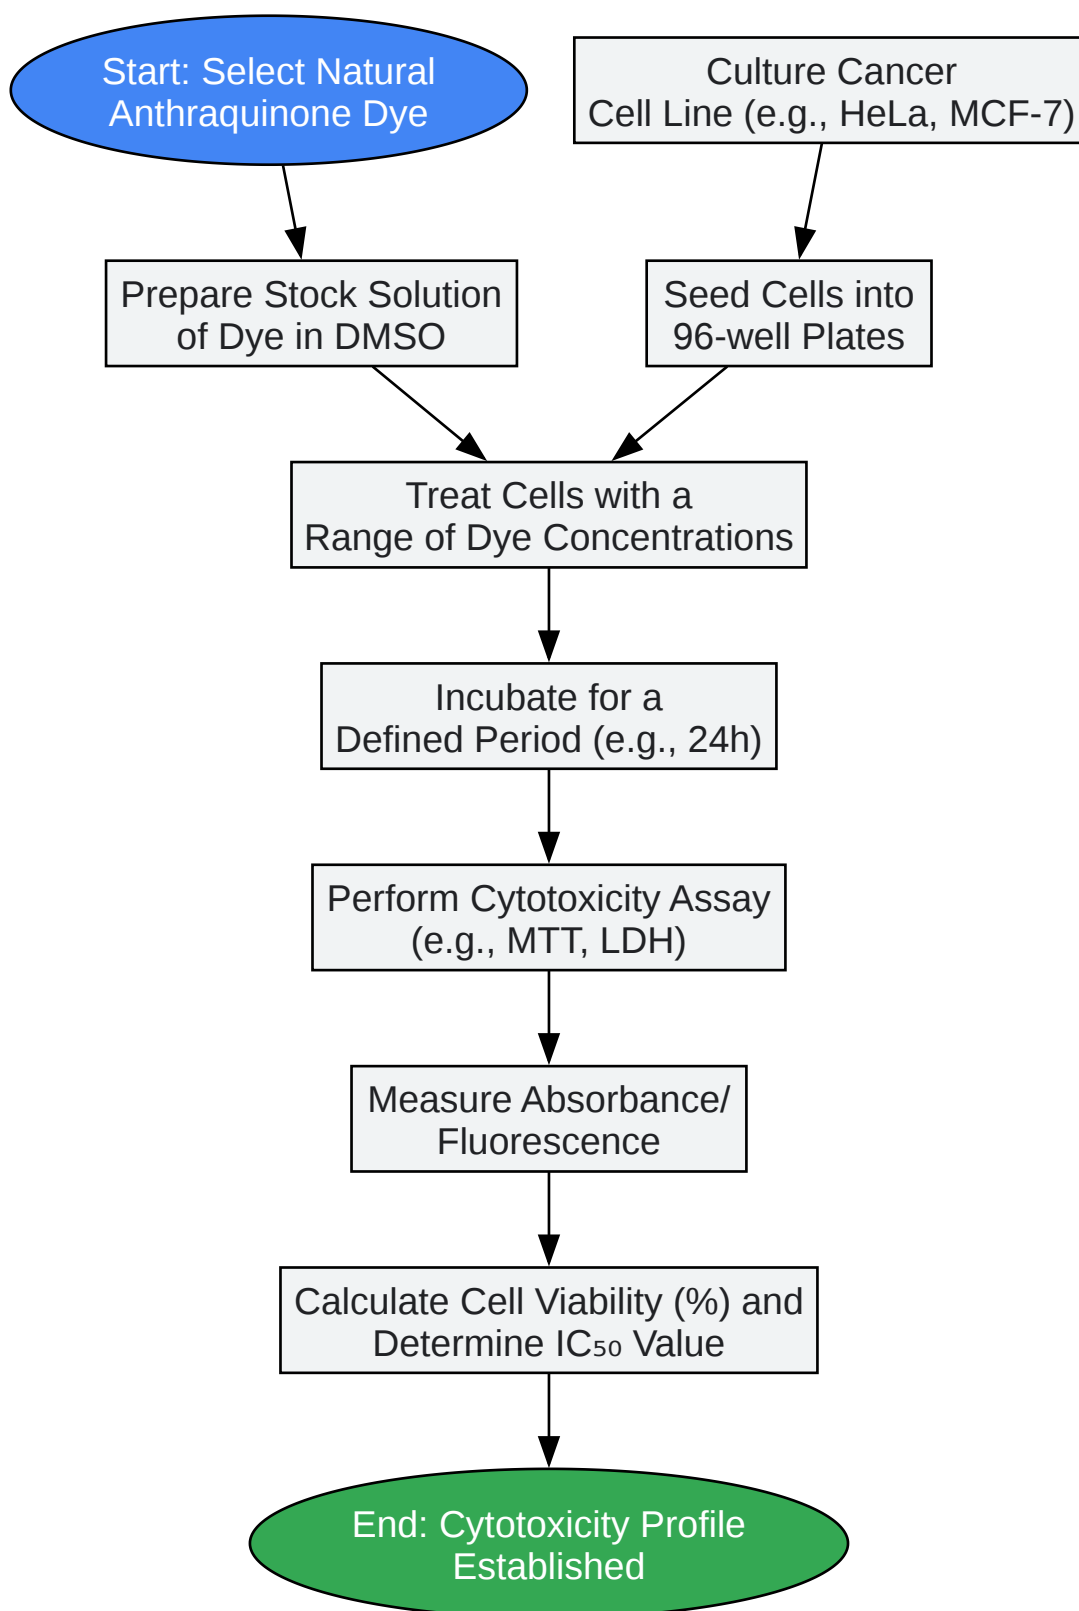 Start: Select Natural
Anthraquinone Dye
Culture Cancer
Cell Line (e.g., HeLa, MCF-7)
Prepare Stock Solution
of Dye in DMSO
Seed Cells into
96-well Plates
Treat Cells with a
Range of Dye Concentrations
Incubate for a
Defined Period (e.g., 24h)
Perform Cytotoxicity Assay
(e.g., MTT, LDH)
Measure Absorbance/
Fluorescence
Calculate Cell Viability (%) and
Determine IC₅₀ Value
End: Cytotoxicity Profile
Established